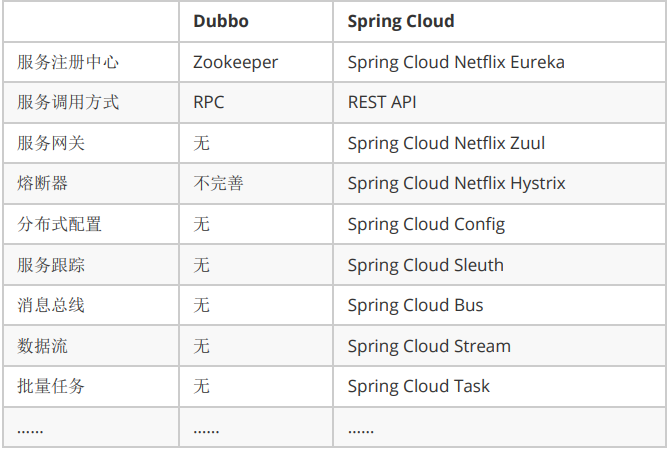 Dubbo Spring Cloud
服务注册中心 Zookeeper Spring Cloud Netflix Eureka
服务调用方式 RPC REST API
服务网关 无 Spring Cloud Netflix Zuul
熔断器 不完善 Spring Cloud Netflix Hystrix
分布式配置 无 Spring Cloud Config
服务跟踪 无 Spring Cloud Sleuth
消息总线 无 Spring Cloud Bus
数据流 无 Spring Cloud Stream
批量任务 无 Spring Cloud Task
…… …… ……